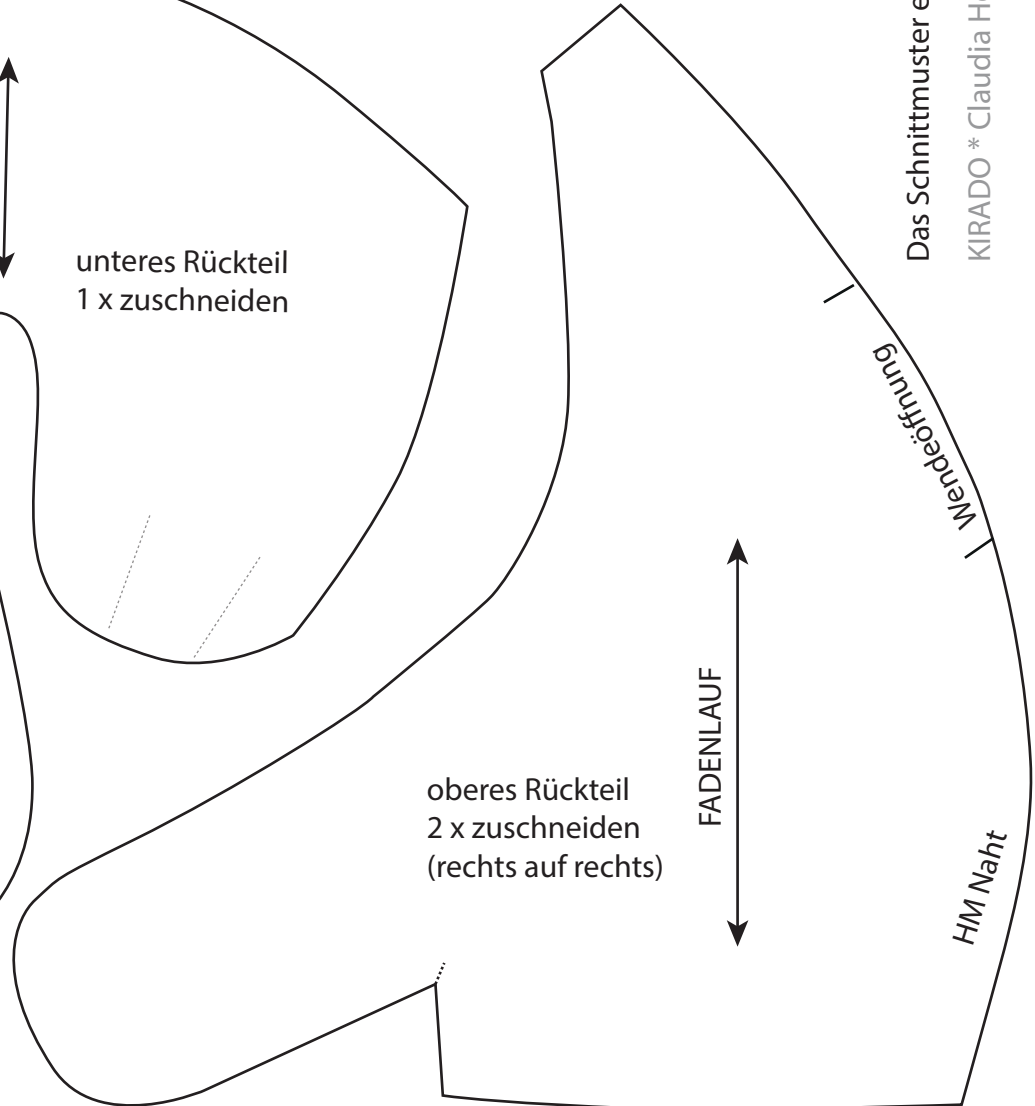 unteres Rückteil
1 x zuschneiden
Das Schnittmuster
KIRADO * Claudia
Wendeöffnung
FADENLAUF
oberes Rückteil
2 x zuschneiden
(rechts auf rechts)
HM Naht